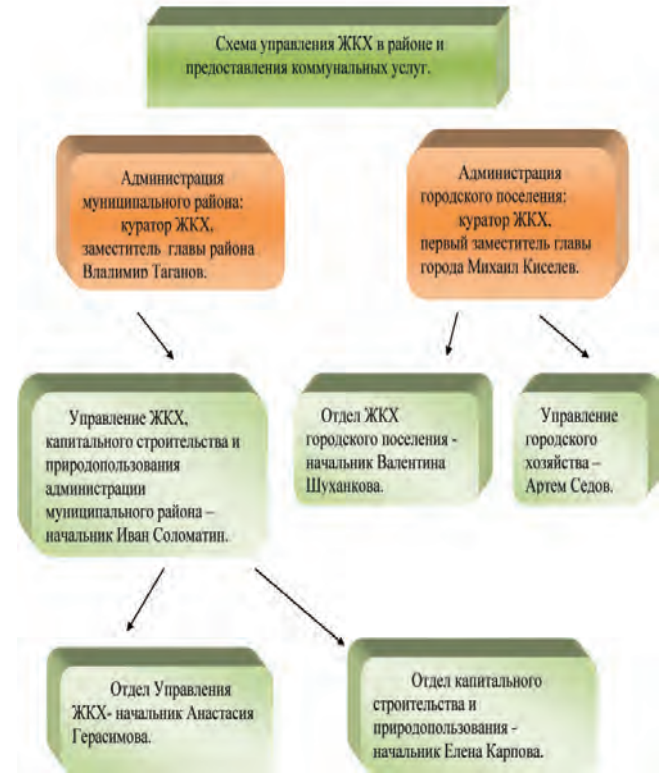 Схема управления ЖКХ в районе и
предоставления коммунальных услуг.
Администрация
муниципального района:
куратор ЖКХ,
заместитель главы района
Владимир Таганов.
Администрация
городского поселения:
куратор ЖКХ,
первый заместитель главы
города Михаил Киселев.
Управление ЖКХ,
капитального строительства и
природопользования
администрации
муниципального района –
начальник Иван Соломатин.
Отдел ЖКХ
городского поселения -
начальник Валентина
Шуханкова.
Управление
городского
хозяйства –
Артем Седов.
Отдел Управления
ЖКХ- начальник Анастасия
Герасимова.
Отдел капитального
строительства и
природопользования -
начальник Елена Карпова.